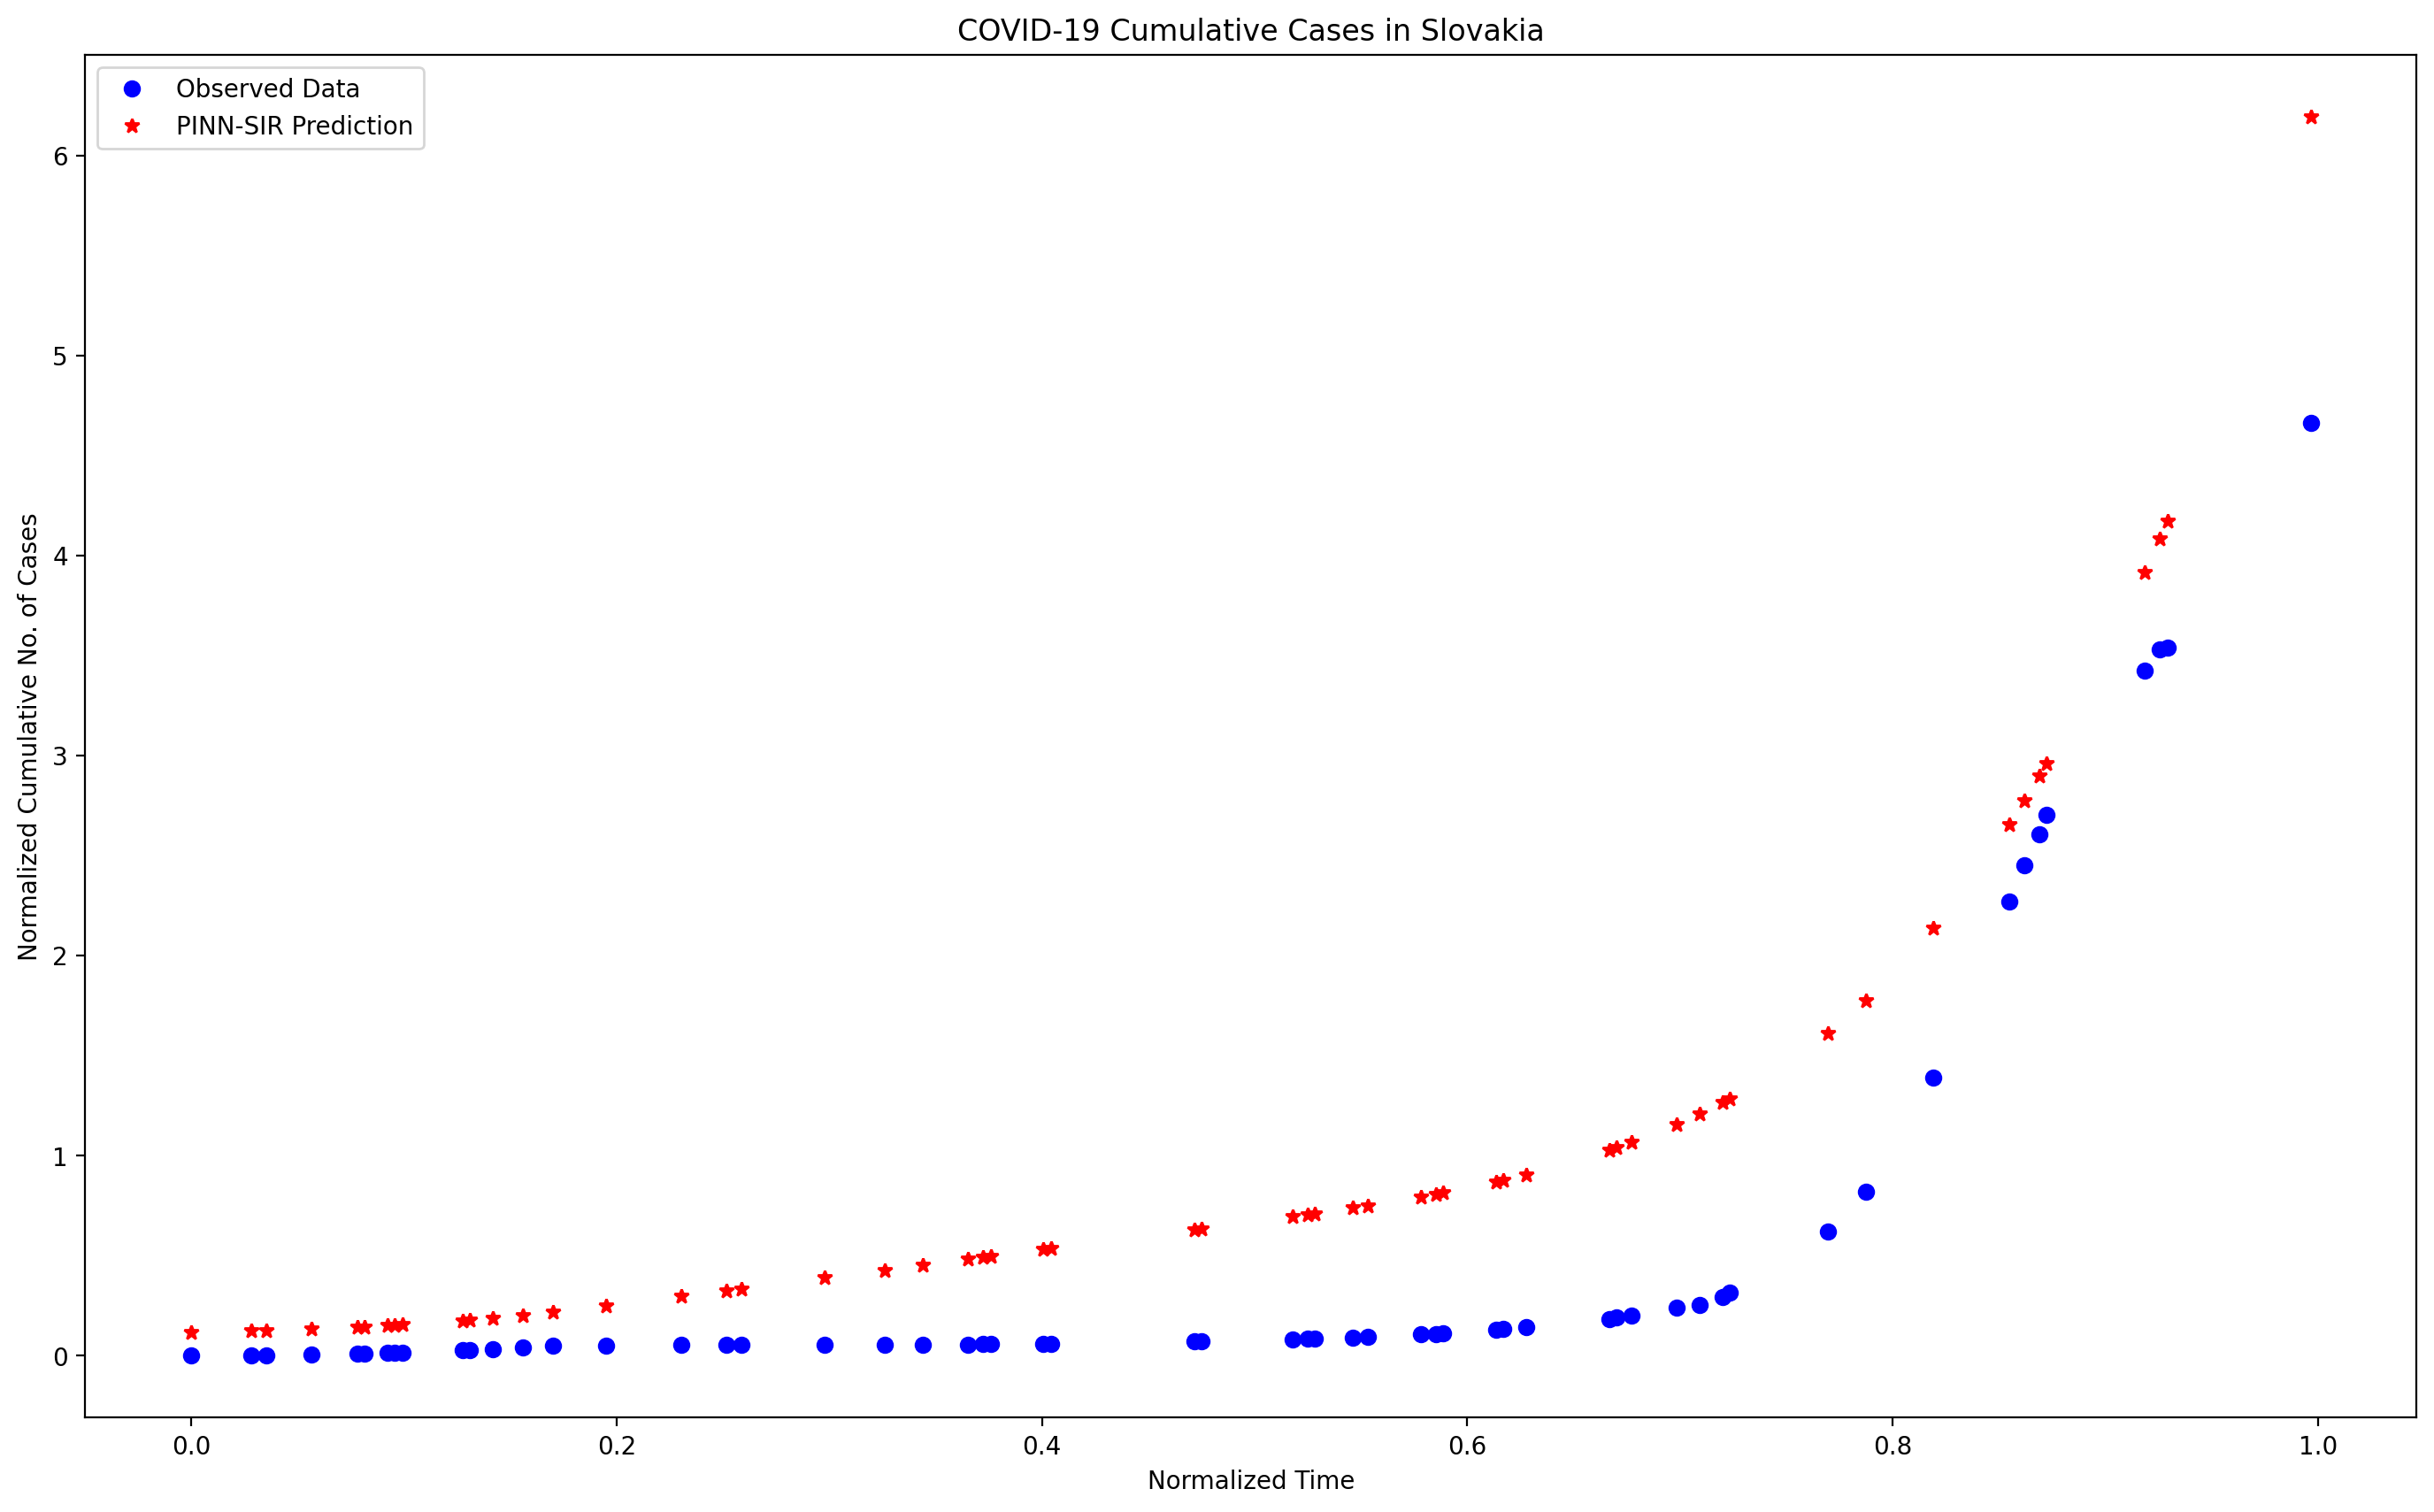 COVID-19 Cumulative Cases in Slovakia
Observed Data
PINN-SIR Prediction
Normalized Cumulative No. of Cases
6
5
4
3
2
1
0
0.0 0.2 0.4 0.6 0.8 1.0
Normalized Time